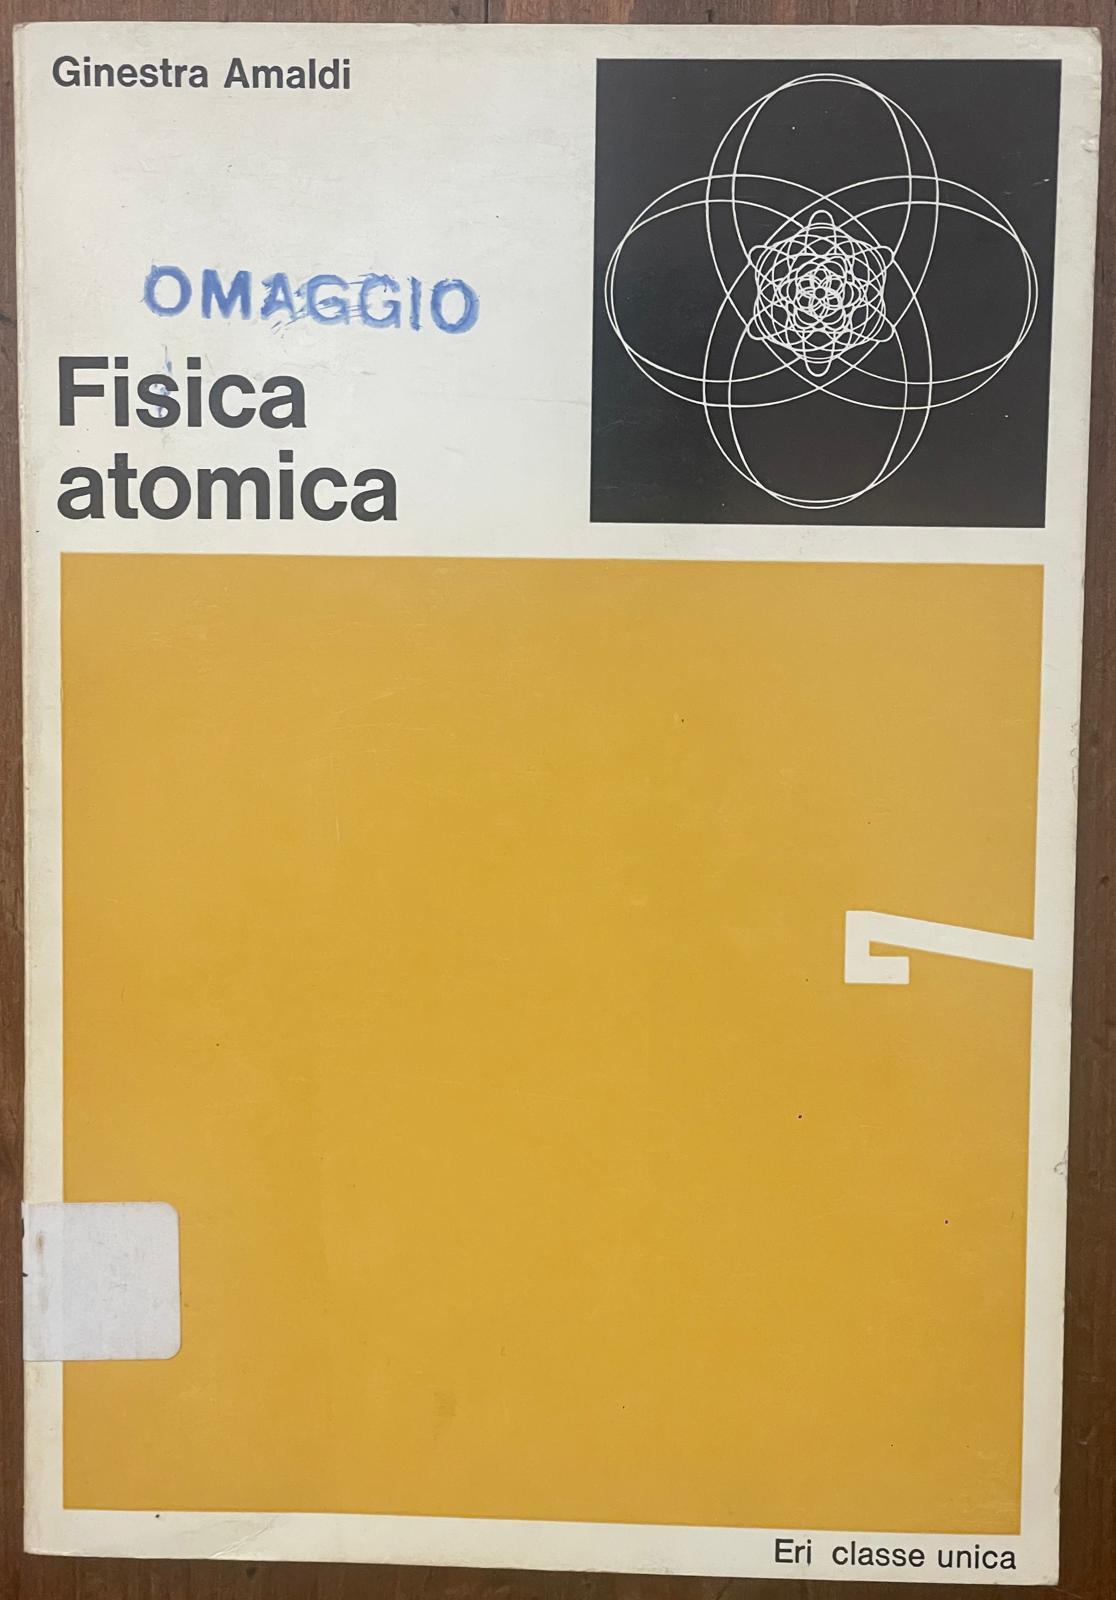 Ginestra Amaldi
OMAGGIO
Fisica
atomica
Eri classe unica